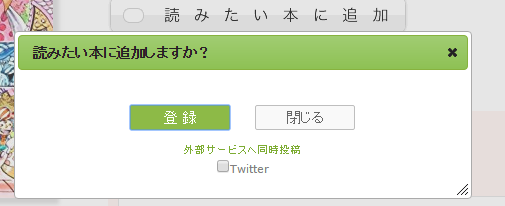 読みたい本に追加
読みたい本に追加しますか？
登録
閉じる
外部サービスへ同時投稿
Twitter